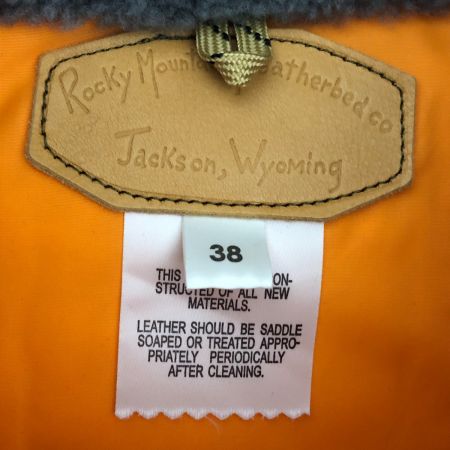 Rocky Mount atherbed co
Jackson, Wyoming
38
THIS ON-
STRUCTED OF ALL NEW
MATERIALS.
LEATHER SHOULD BE SADDLE
SOAPED OR TREATED APPRO-
PRIATELY PERIODICALLY
AFTER CLEANING.